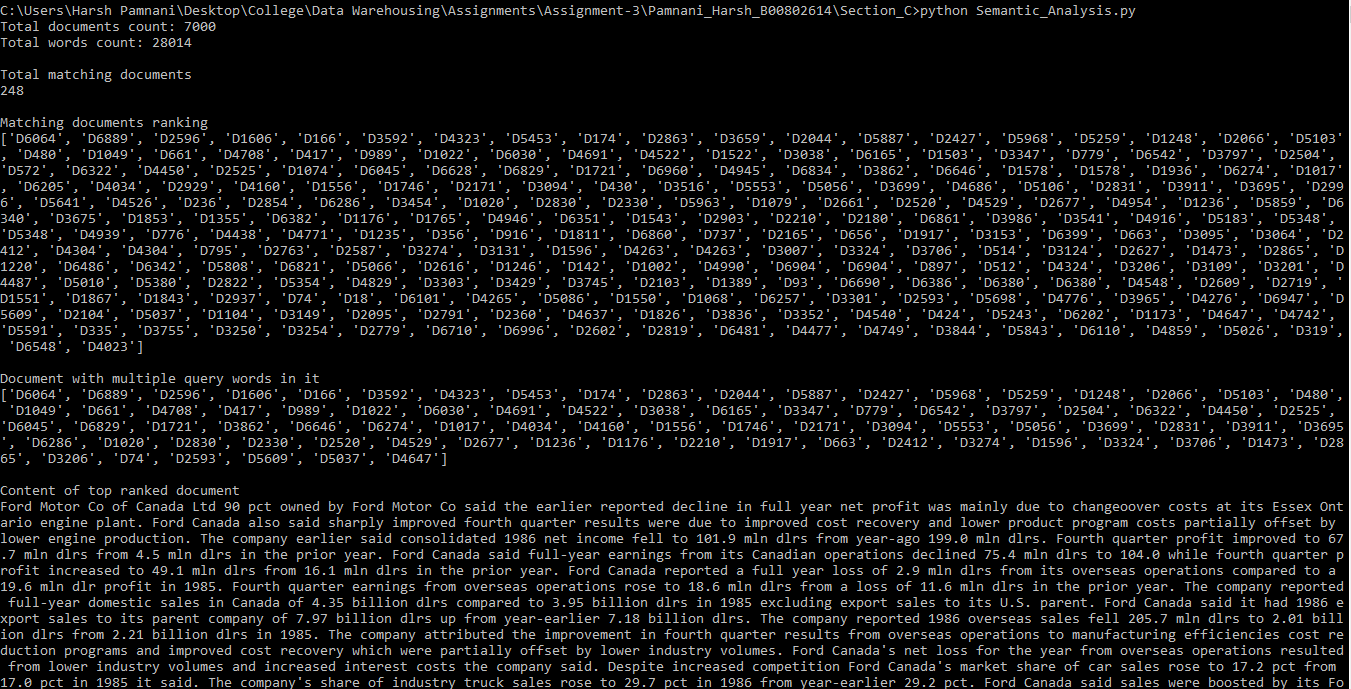 C:\Users\Harsh Pamnani\Desktop\College\Data Warehousing\Assignments\Assignment-3\Pamnani_Harsh_B00802614\Section_C>python Semantic_Analysis.py
Total documents count: 7000
Total words count: 28014
Total matching documents
248
Matching documents ranking
['D6064', 'D6889', 'D2596', 'D1606', 'D166', 'D3592', 'D4323', 'D5453', 'D174', 'D2863', 'D3659', 'D2044', 'D5887', 'D2427', 'D5968', 'D5259', 'D1248', 'D2066', 'D5103'
, 'D480', 'D1049', 'D661', 'D4708', 'D417', 'D989', 'D1022', 'D6030', 'D4691', 'D4522', 'D1522', 'D3038', 'D6165', 'D1503', 'D3347', 'D779', 'D6542', 'D3797', 'D2504',
'D572', 'D6322', 'D4450', 'D2525', 'D1074', 'D6045', 'D6628', 'D6829', 'D1721', 'D6960', 'D4945', 'D6834', 'D3862', 'D6646', 'D1578', 'D1578', 'D1936', 'D6274', 'D1017'
, 'D6205', 'D4034', 'D2929', 'D4160', 'D1556', 'D1746', 'D2171', 'D3094', 'D430', 'D3516', 'D5553', 'D5056', 'D3699', 'D4686', 'D5106', 'D2831', 'D3911', 'D3695', 'D299
6', 'D5641', 'D4526', 'D236', 'D2854', 'D6286', 'D3454', 'D1020', 'D2830', 'D2330', 'D5963', 'D1079', 'D2661', 'D2520', 'D4529', 'D2677', 'D4954', 'D1236', 'D5859', 'D6
340', 'D3675', 'D1853', 'D1355', 'D6382', 'D1176', 'D1765', 'D4946', 'D6351', 'D1543', 'D2903', 'D2210', 'D2180', 'D6861', 'D3986', 'D3541', 'D4916', 'D5183', 'D5348',
'D5348', 'D4939', 'D776', 'D4438', 'D4771', 'D1235', 'D356', 'D916', 'D1811', 'D6860', 'D737', 'D2165', 'D656', 'D1917', 'D3153', 'D6399', 'D663', 'D3095', 'D3064', 'D2
412', 'D4304', 'D4304', 'D795', 'D2763', 'D2587', 'D3274', 'D3131', 'D1596', 'D4263', 'D4263', 'D3007', 'D3324', 'D3706', 'D514', 'D3124', 'D2627', 'D1473', 'D2865', 'D
1220', 'D6486', 'D6342', 'D5808', 'D6821', 'D5066', 'D2616', 'D1246', 'D142', 'D1002', 'D4990', 'D6904', 'D6904', 'D897', 'D512', 'D4324', 'D3206', 'D3109', 'D3201', 'D
4487', 'D5010', 'D5380', 'D2822', 'D5354', 'D4829', 'D3303', 'D3429', 'D3745', 'D2103', 'D1389', 'D93', 'D6690', 'D6386', 'D6380', 'D6380', 'D4548', 'D2609', 'D2719', '
D1551', 'D1867', 'D1843', 'D2937', 'D74', 'D18', 'D6101', 'D4265', 'D5086', 'D1550', 'D1068', 'D6257', 'D3301', 'D2593', 'D5698', 'D4776', 'D3965', 'D4276', 'D6947', 'D
5609', 'D2104', 'D5037', 'D1104', 'D3149', 'D2095', 'D2791', 'D2360', 'D4637', 'D1826', 'D3836', 'D3352', 'D4540', 'D424', 'D5243', 'D6202', 'D1173', 'D4647', 'D4742',
'D5591', 'D335', 'D3755', 'D3250', 'D3254', 'D2779', 'D6710', 'D6996', 'D2602', 'D2819', 'D6481', 'D4477', 'D4749', 'D3844', 'D5843', 'D6110', 'D4859', 'D5026', 'D319',
'D6548', 'D4023']
Document with multiple query words in it
['D6064', 'D6889', 'D2596', 'D1606', 'D166', 'D3592', 'D4323', 'D5453', 'D174', 'D2863', 'D2044', 'D5887', 'D2427', 'D5968', 'D5259', 'D1248', 'D2066', 'D5103', 'D480',
'D1049', 'D661', 'D4708', 'D417', 'D989', 'D1022', 'D6030', 'D4691', 'D4522', 'D3038', 'D6165', 'D3347', 'D779', 'D6542', 'D3797', 'D2504', 'D6322', 'D4450', 'D2525',
'D6045', 'D6829', 'D1721', 'D3862', 'D6646', 'D6274', 'D1017', 'D4034', 'D4160', 'D1556', 'D1746', 'D2171', 'D3094', 'D5553', 'D5056', 'D3699', 'D2831', 'D3911', 'D3695
', 'D6286', 'D1020', 'D2830', 'D2330', 'D2520', 'D4529', 'D2677', 'D1236', 'D1176', 'D2210', 'D1917', 'D663', 'D2412', 'D3274', 'D1596', 'D3324', 'D3706', 'D1473', 'D28
65', 'D3206', 'D74', 'D2593', 'D5609', 'D5037', 'D4647']
Content of top ranked document
Ford Motor Co of Canada Ltd 90 pct owned by Ford Motor Co said the earlier reported decline in full year net profit was mainly due to changeoover costs at its Essex Ont
ario engine plant. Ford Canada also said sharply improved fourth quarter results were due to improved cost recovery and lower product program costs partially offset by
lower engine production. The company earlier said consolidated 1986 net income fell to 101.9 mln dlrs from year-ago 199.0 mln dlrs. Fourth quarter profit improved to 67
.7 mln dlrs from 4.5 mln dlrs in the prior year. Ford Canada said full-year earnings from its Canadian operations declined 75.4 mln dlrs to 104.0 while fourth quarter p
rofit increased to 49.1 mln dlrs from 16.1 mln dlrs in the prior year. Ford Canada reported a full year loss of 2.9 mln dlrs from its overseas operations compared to a
19.6 mln dlr profit in 1985. Fourth quarter earnings from overseas operations rose to 18.6 mln dlrs from a loss of 11.6 mln dlrs in the prior year. The company reported
full-year domestic sales in Canada of 4.35 billion dlrs compared to 3.95 billion dlrs in 1985 excluding export sales to its U.S. parent. Ford Canada said it had 1986 e
xport sales to its parent company of 7.97 billion dlrs up from year-earlier 7.18 billion dlrs. The company reported 1986 overseas sales fell 205.7 mln dlrs to 2.01 bill
ion dlrs from 2.21 billion dlrs in 1985. The company attributed the improvement in fourth quarter results from overseas operations to manufacturing efficiencies cost re
duction programs and improved cost recovery which were partially offset by lower industry volumes. Ford Canada's net loss for the year from overseas operations resulted
from lower industry volumes and increased interest costs the company said. Despite increased competition Ford Canada's market share of car sales rose to 17.2 pct from
17.0 pct in 1985 it said. The company's share of industry truck sales rose to 29.7 pct in 1986 from year-earlier 29.2 pct. Ford Canada said sales were boosted by its Fo